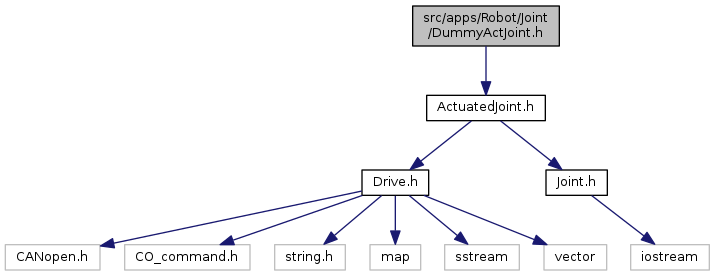 src/apps/Robot/Joint
/DummyActJoint.h
ActuatedJoint.h
Drive.h
Joint.h
CANopen.h
CO_command.h
string.h
map
sstream
vector
iostream